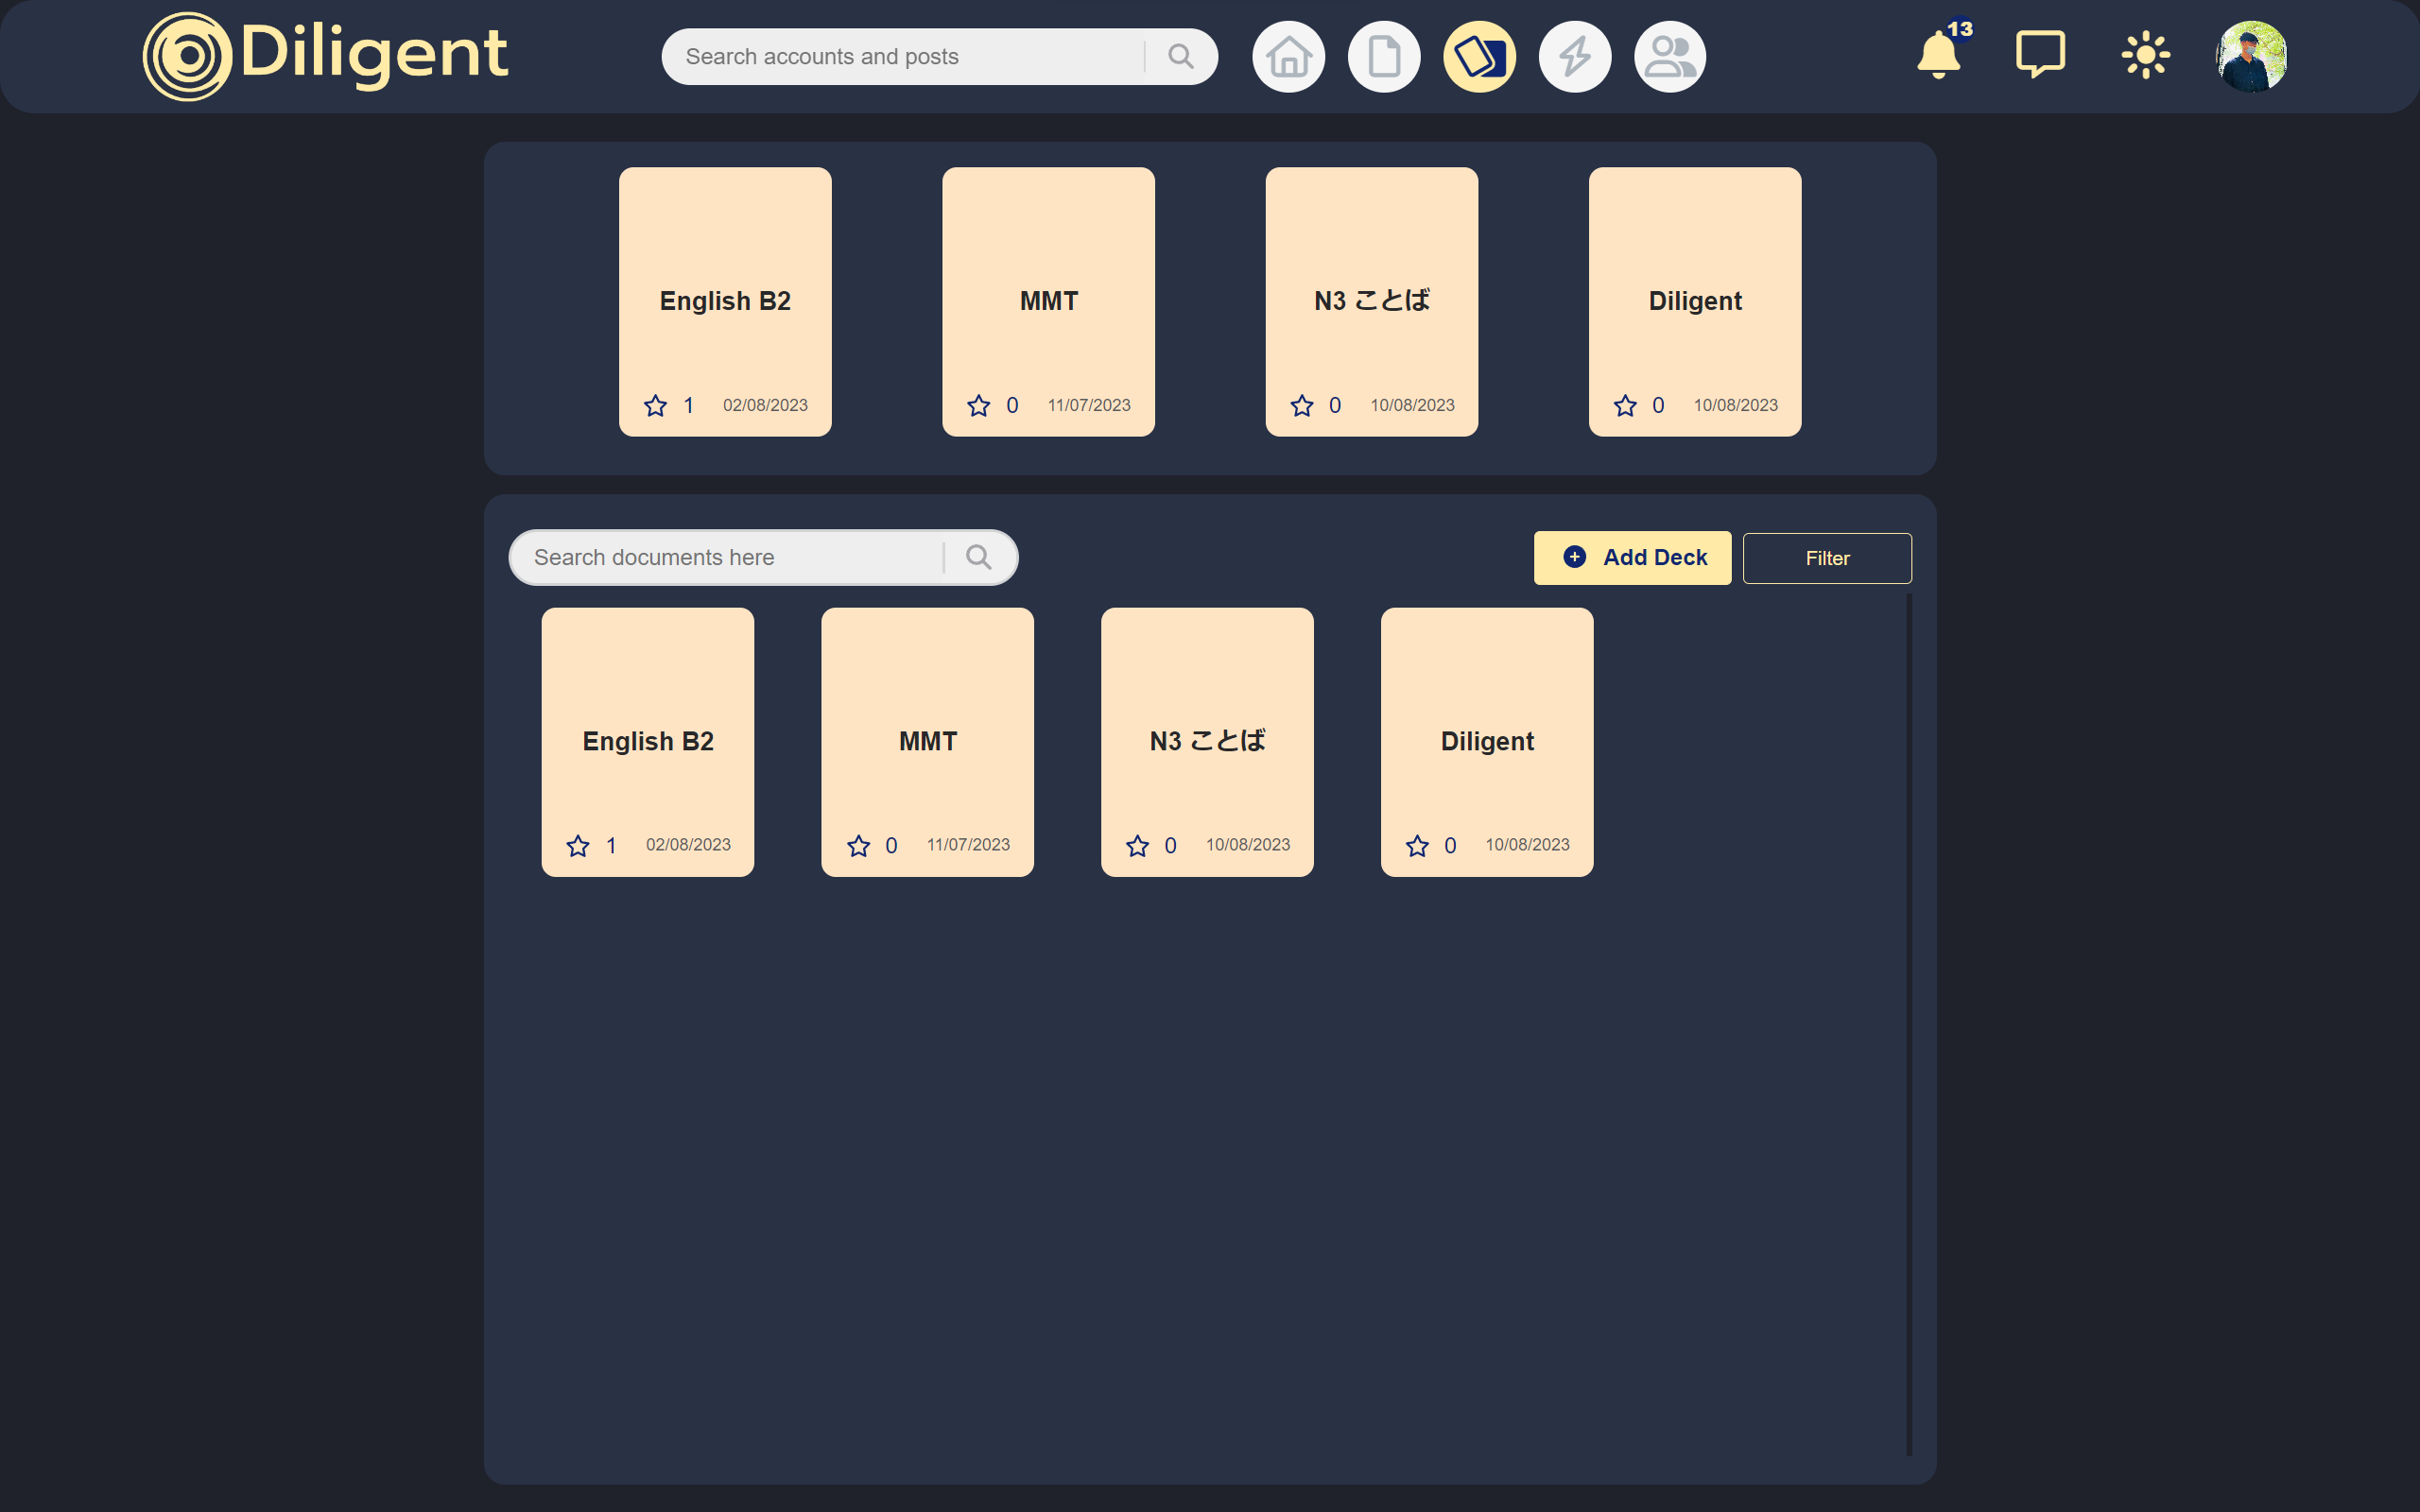 Diligent
Search accounts and posts
13
English B2
MMT
N3 ことば
Diligent
1 02/08/2023
0 11/07/2023
0 10/08/2023
0 10/08/2023
Search documents here
Add Deck
Filter
English B2
MMT
N3 ことば
Diligent
1 02/08/2023
0 11/07/2023
0 10/08/2023
0 10/08/2023